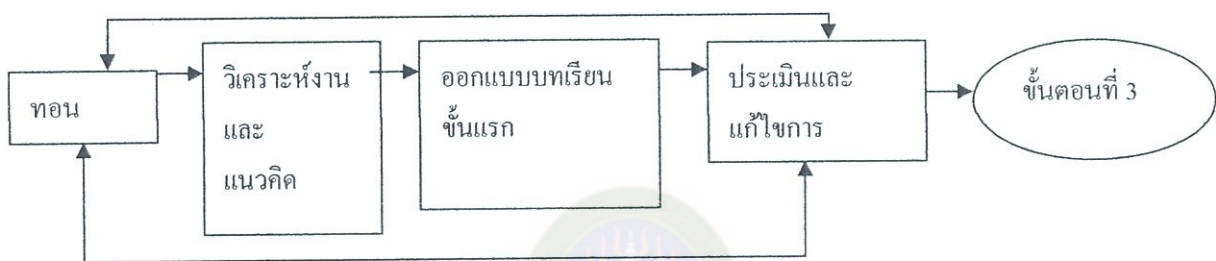 ทอน
วิเคราะห์งาน
และ
แนวคิด
ออกแบบบทเรียน
ขั้นแรก
ประเมินและ
แก้ไขการ
ขั้นตอนที่ 3